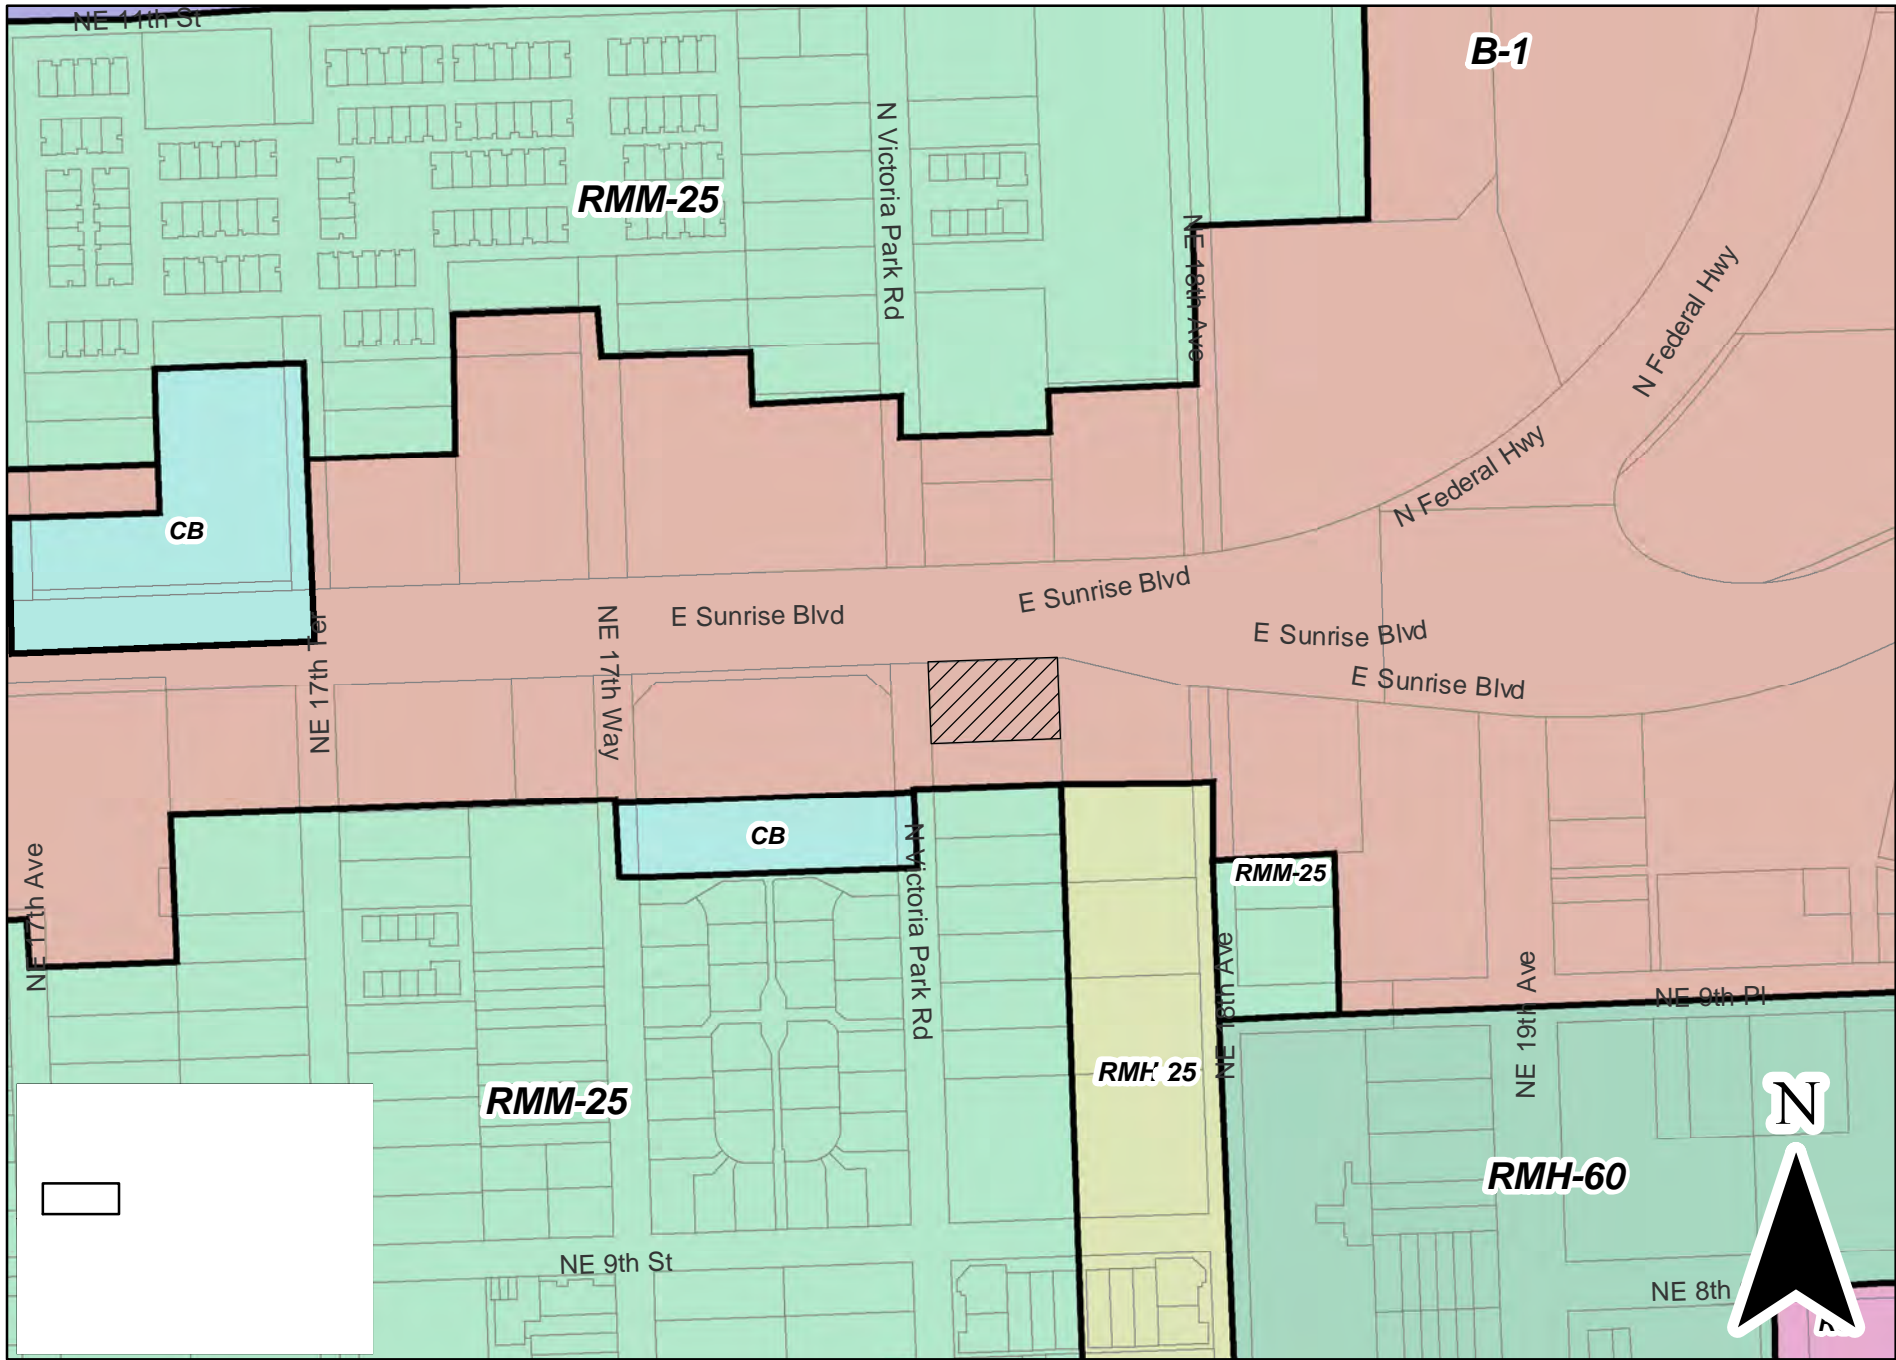 NE 11th St
B-1
N Victoria Park Rd
RMM-25
NE 18th Ave
N Federal Hwy
N Federal Hwy
CB
E Sunrise Blvd
E Sunrise Blvd
E Sunrise Blvd
E Sunrise Blvd
NE 17th Ter
NE 17th Way
CB
N Victoria Park Rd
RMM-25
NE 17th Ave
NE 18th Ave
NE 19th Ave
NE 9th Pl
RMH 25
RMM-25
N
RMH-60
NE 9th St
NE 8th